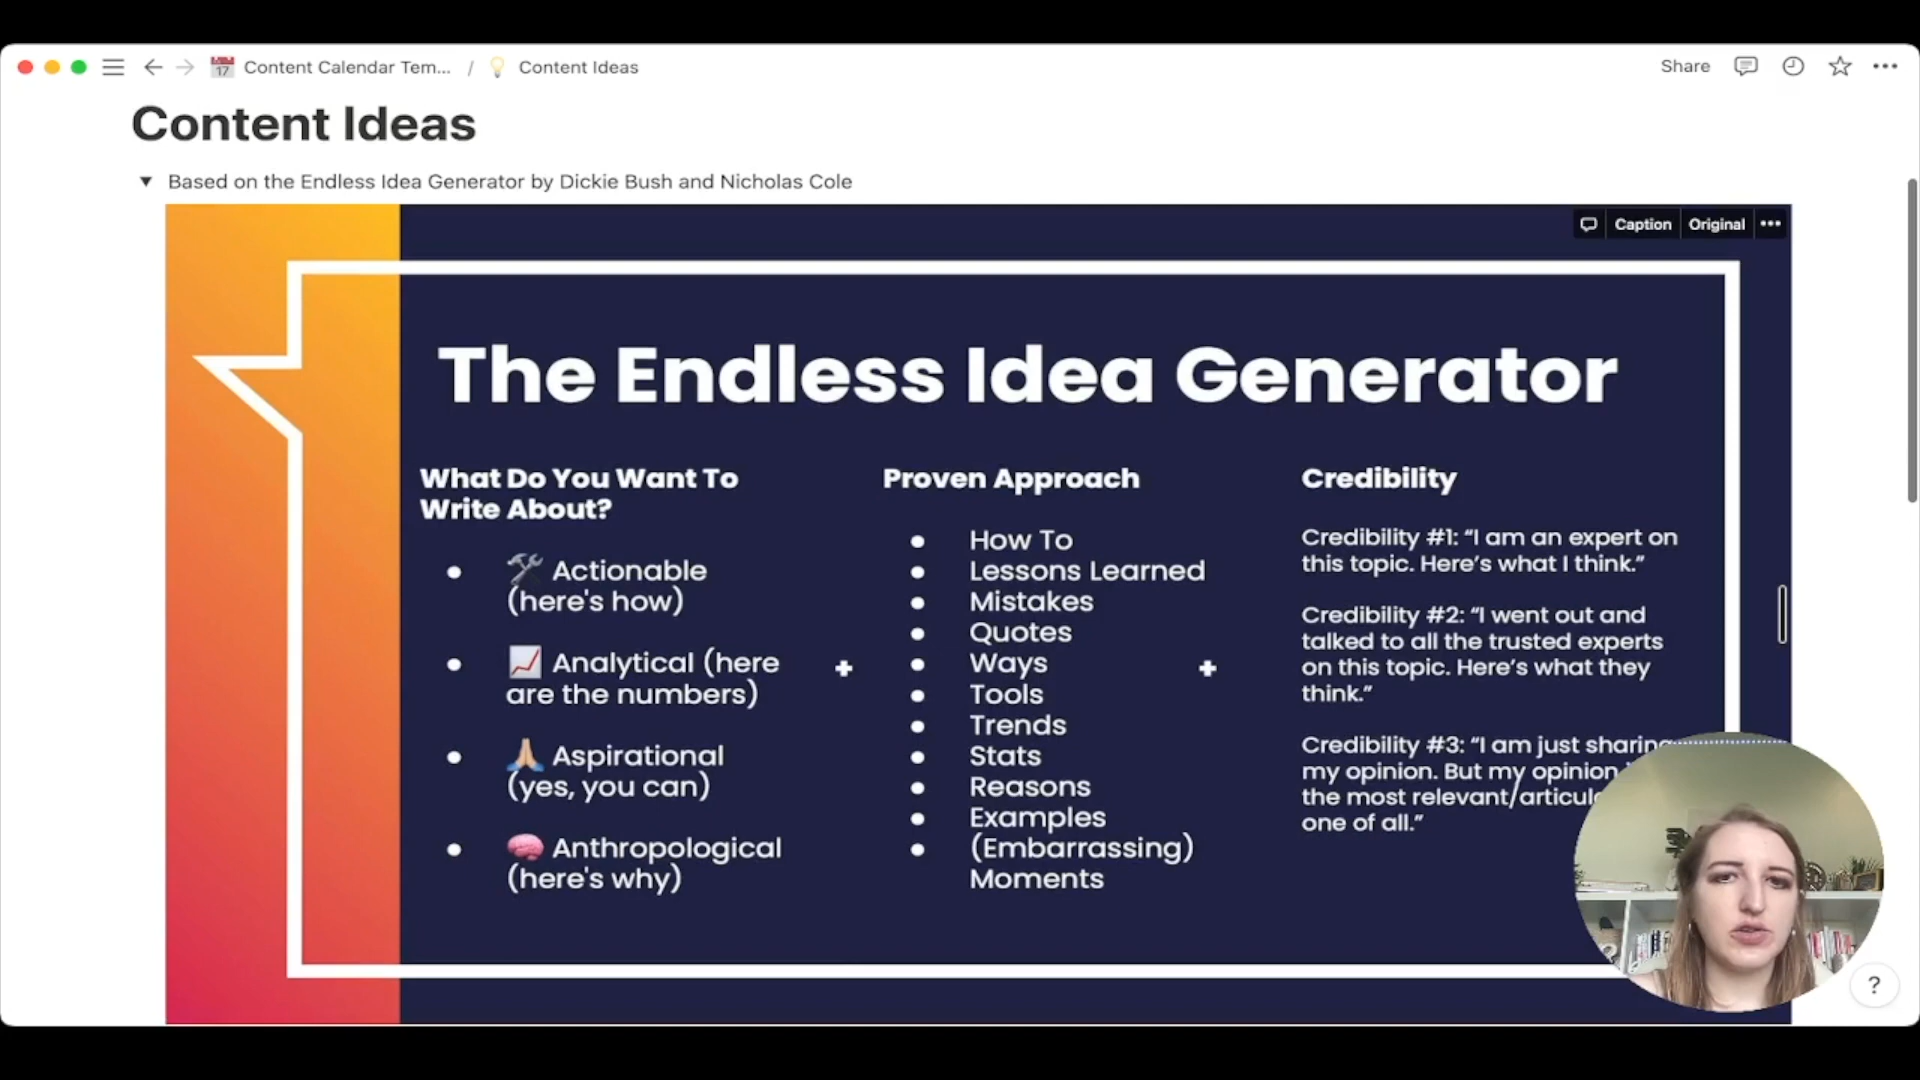 Content Calendar Tem... / Content Ideas
Share
Content Ideas
Based on the Endless Idea Generator by Dickie Bush and Nicholas Cole
Caption Original
The Endless Idea Generator
What Do You Want To
Write About?
Actionable
(here's how)
Analytical (here
are the numbers)
Aspirational
(yes, you can)
Anthropological
(here's why)
+
Proven Approach
How To
Lessons Learned
Mistakes
Quotes
Ways
Tools
Trends
Stats
Reasons
Examples
(Embarrassing)
Moments
+
Credibility
Credibility #1: “I am an expert on
this topic. Here’s what I think.”
Credibility #2: “I went out and
talked to all the trusted experts
on this topic. Here’s what they
think.”
Credibility #3: “I am just sharing
my opinion. But my opinion
the most relevant/
one of all.”
17
?